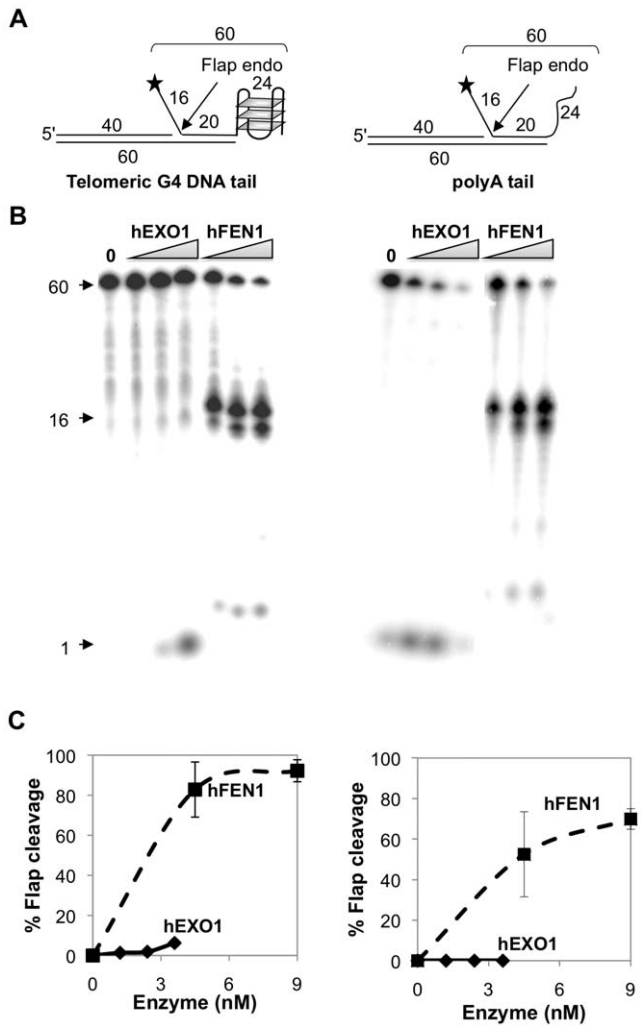 A
60
Flap endo
24
16
5'
40
20
60
Telomeric G4 DNA tail
60
Flap endo
16
24
5'
40
20
60
polyA tail
B
0 hEXO1 hFEN1
60
16
1
0 hEXO1 hFEN1
C
% Flap cleavage
100
80
60
40
20
0
hFEN1
hEXO1
0 3 6 9
Enzyme (nM)
% Flap cleavage
100
80
60
40
20
0
hFEN1
hEXO1
0 3 6 9
Enzyme (nM)